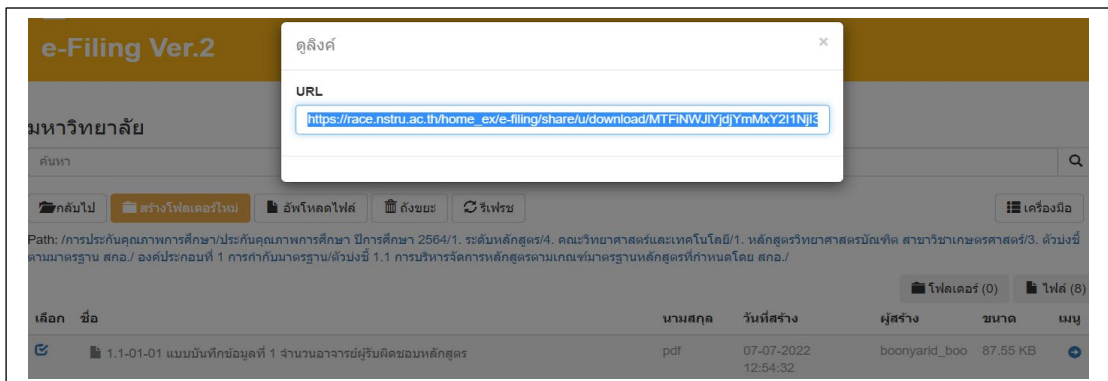 e-Filing Ver.2
ดูลิงค์
×
URL
https://race.nstru.ac.th/home_ex/e-filing/share/u/download/MTFiNWJlYjdjYmMxY2I1NjI3
มหาวิทยาลัย
ค้นหา
กลับไป สร้างโฟลเดอร์ใหม่ อัพโหลดไฟล์ ถังขยะ รีเฟรช เครื่องมือ
Path: /การประกันคุณภาพการศึกษา/ประกันคุณภาพการศึกษา ปีการศึกษา 2564/1. ระดับหลักสูตร/4. คณะวิทยาศาสตร์และเทคโนโลยี/1. หลักสูตรวิทยาศาสตรบัณฑิต สาขาวิชาเกษตรศาสตร์/3. ตัวบ่งชี้
ตามมาตรฐาน สกอ./ องค์ประกอบที่ 1 การกำกับมาตรฐาน/ตัวบ่งชี้ 1.1 การบริหารจัดการหลักสูตรตามเกณฑ์มาตรฐานหลักสูตรที่กำหนดโดย สกอ./
โฟลเดอร์ (0) ไฟล์ (8)
เลือก ชื่อ นามสกุล วันที่สร้าง ผู้สร้าง ขนาด เมนู
1.1-01-01 แบบบันทึกข้อมูลที่ 1 จำนวนอาจารย์ผู้รับผิดชอบหลักสูตร pdf 07-07-2022 boonyarid_boo 87.55 KB
12:54:32